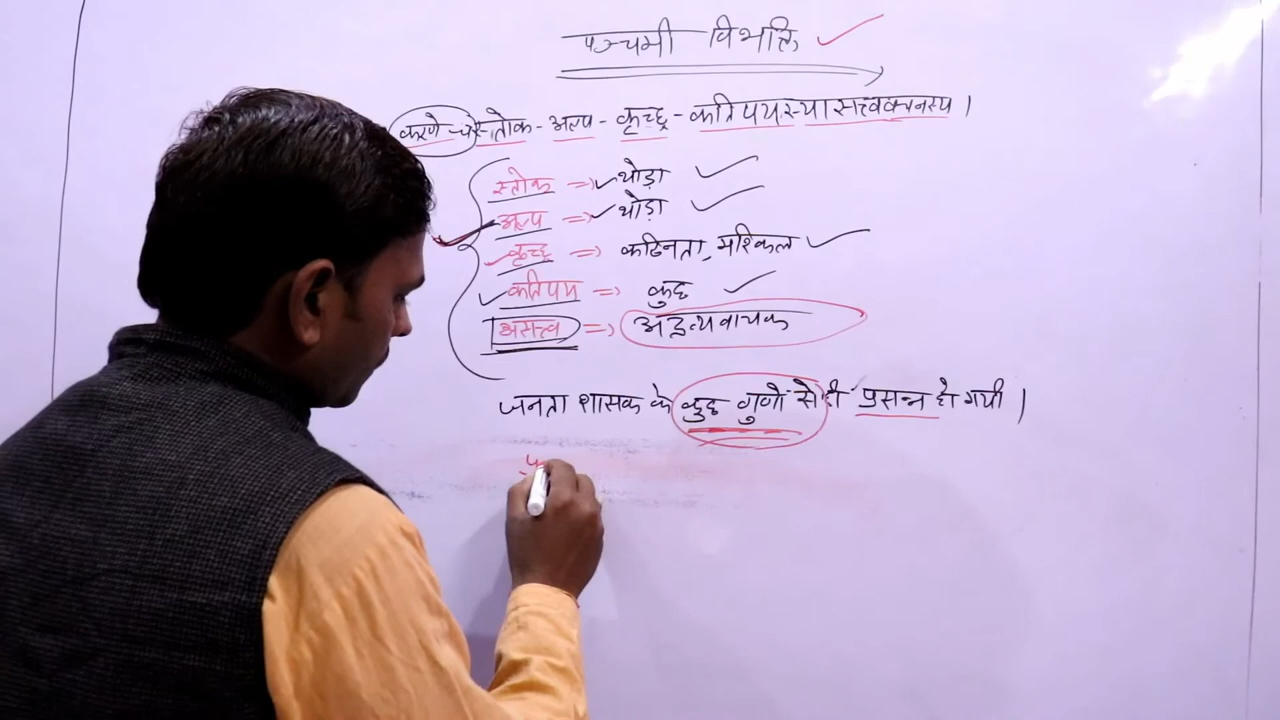 पञ्चमी विभक्ति
करणे च स्तोक - अल्प - कृच्छ्र - कतिपयस्यासत्त्ववचनस्य ।
स्तोक => थोड़ा
अल्प => थोड़ा
कृच्छ्र => कठिनता, मुश्किल
कतिपय => कुछ
असत्त्व => अद्रव्यवाचक
जनता शासक के कुछ गुणों से ही प्रसन्न हो गयी ।